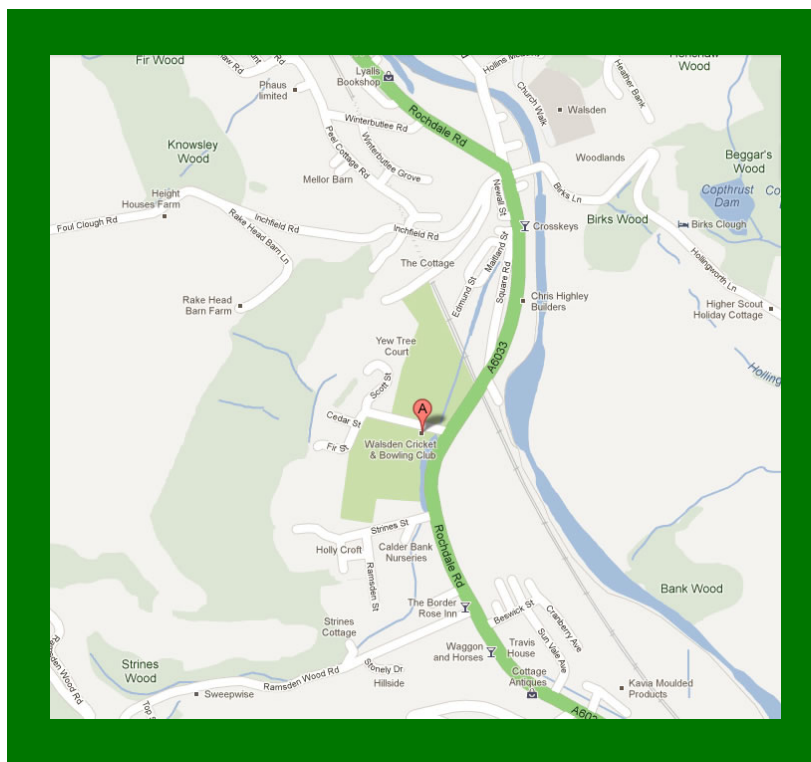 Fir Wood
Lyalls
Bookshop
Hollins
Wood
Heather Bank
Phaus
limited
Church Walk
Walsden
Rochdale Rd
Winterbutlee Rd
Winterbutlee Grove
Peel Cottage Rd
Knowsley
Wood
Woodlands
Beggar's
Wood
Mellor Barn
Newall St
Birks Ln
Copthrust
Dam
Height
Houses Farm
Foul Clough Rd
Rake Head Barn Ln
Inchfield Rd
Inchfield Rd
Crosskeys
Birks Wood
Birks Clough
Maitland St
The Cottage
Edmund St
Square Rd
Hollingworth Ln
Rake Head
Barn Farm
Chris Highley
Builders
Higher Scout
Holiday Cottage
Yew Tree
Court
A6033
Scott St
Cedar St
A
Walsden Cricket
& Bowling Club
Strines St
Holly Croft
Calder Bank
Nurseries
Rochdale Rd
Ramsden St
Bank Wood
The Border
Rose Inn
Beswick St
Cranberry Ave
Sun Vale Ave
Strines
Cottage
Waggon
and Horses
Travis
House
Strines
Wood
Stonely Dr
Hillside
Cottage
Antiques
Ramsden Wood Rd
Sweepwise
Kavia Moulded
Products